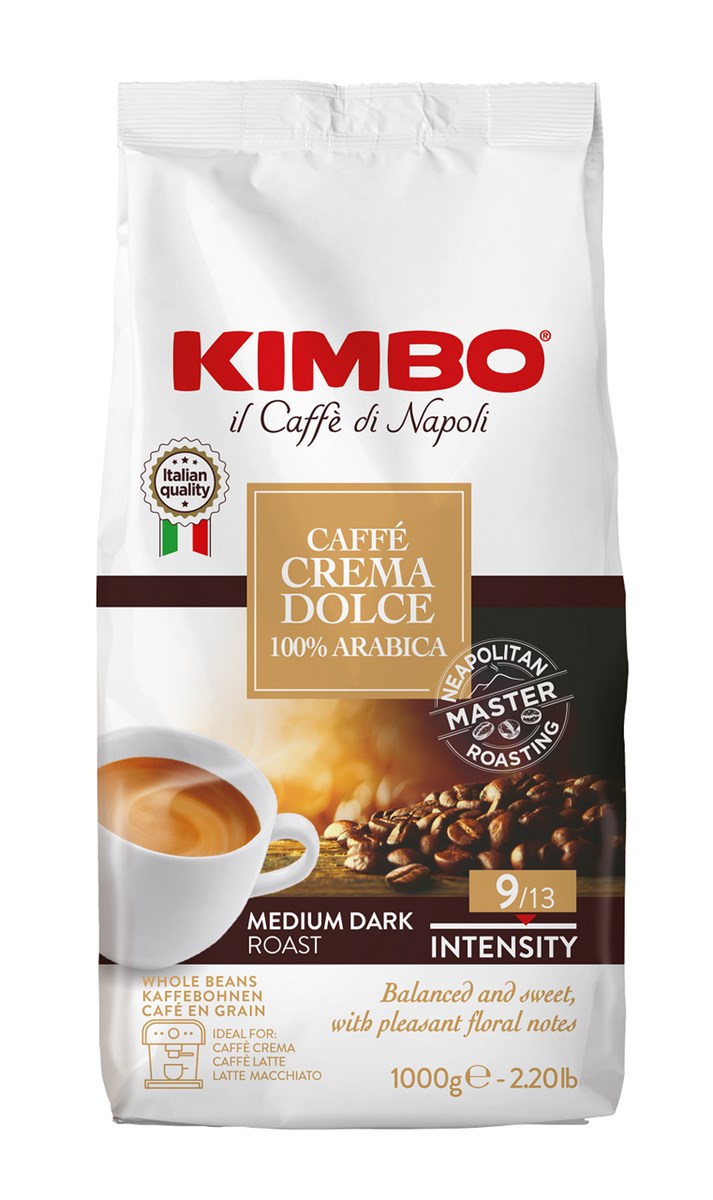 KIMBO®
il Caffè di Napoli
Italian
quality
CAFFÉ
CREMA
DOLCE
100% ARABICA
NEAPOLITAN
MASTER
ROASTING
9/13
MEDIUM DARK
ROAST
INTENSITY
WHOLE BEANS
KAFFEBOHNEN
CAFÉ EN GRAIN
IDEAL FOR:
CAFFÈ CREMA
CAFFÈ LATTE
LATTE MACCHIATO
Balanced and sweet,
with pleasant floral notes
1000g℮ - 2.20lb